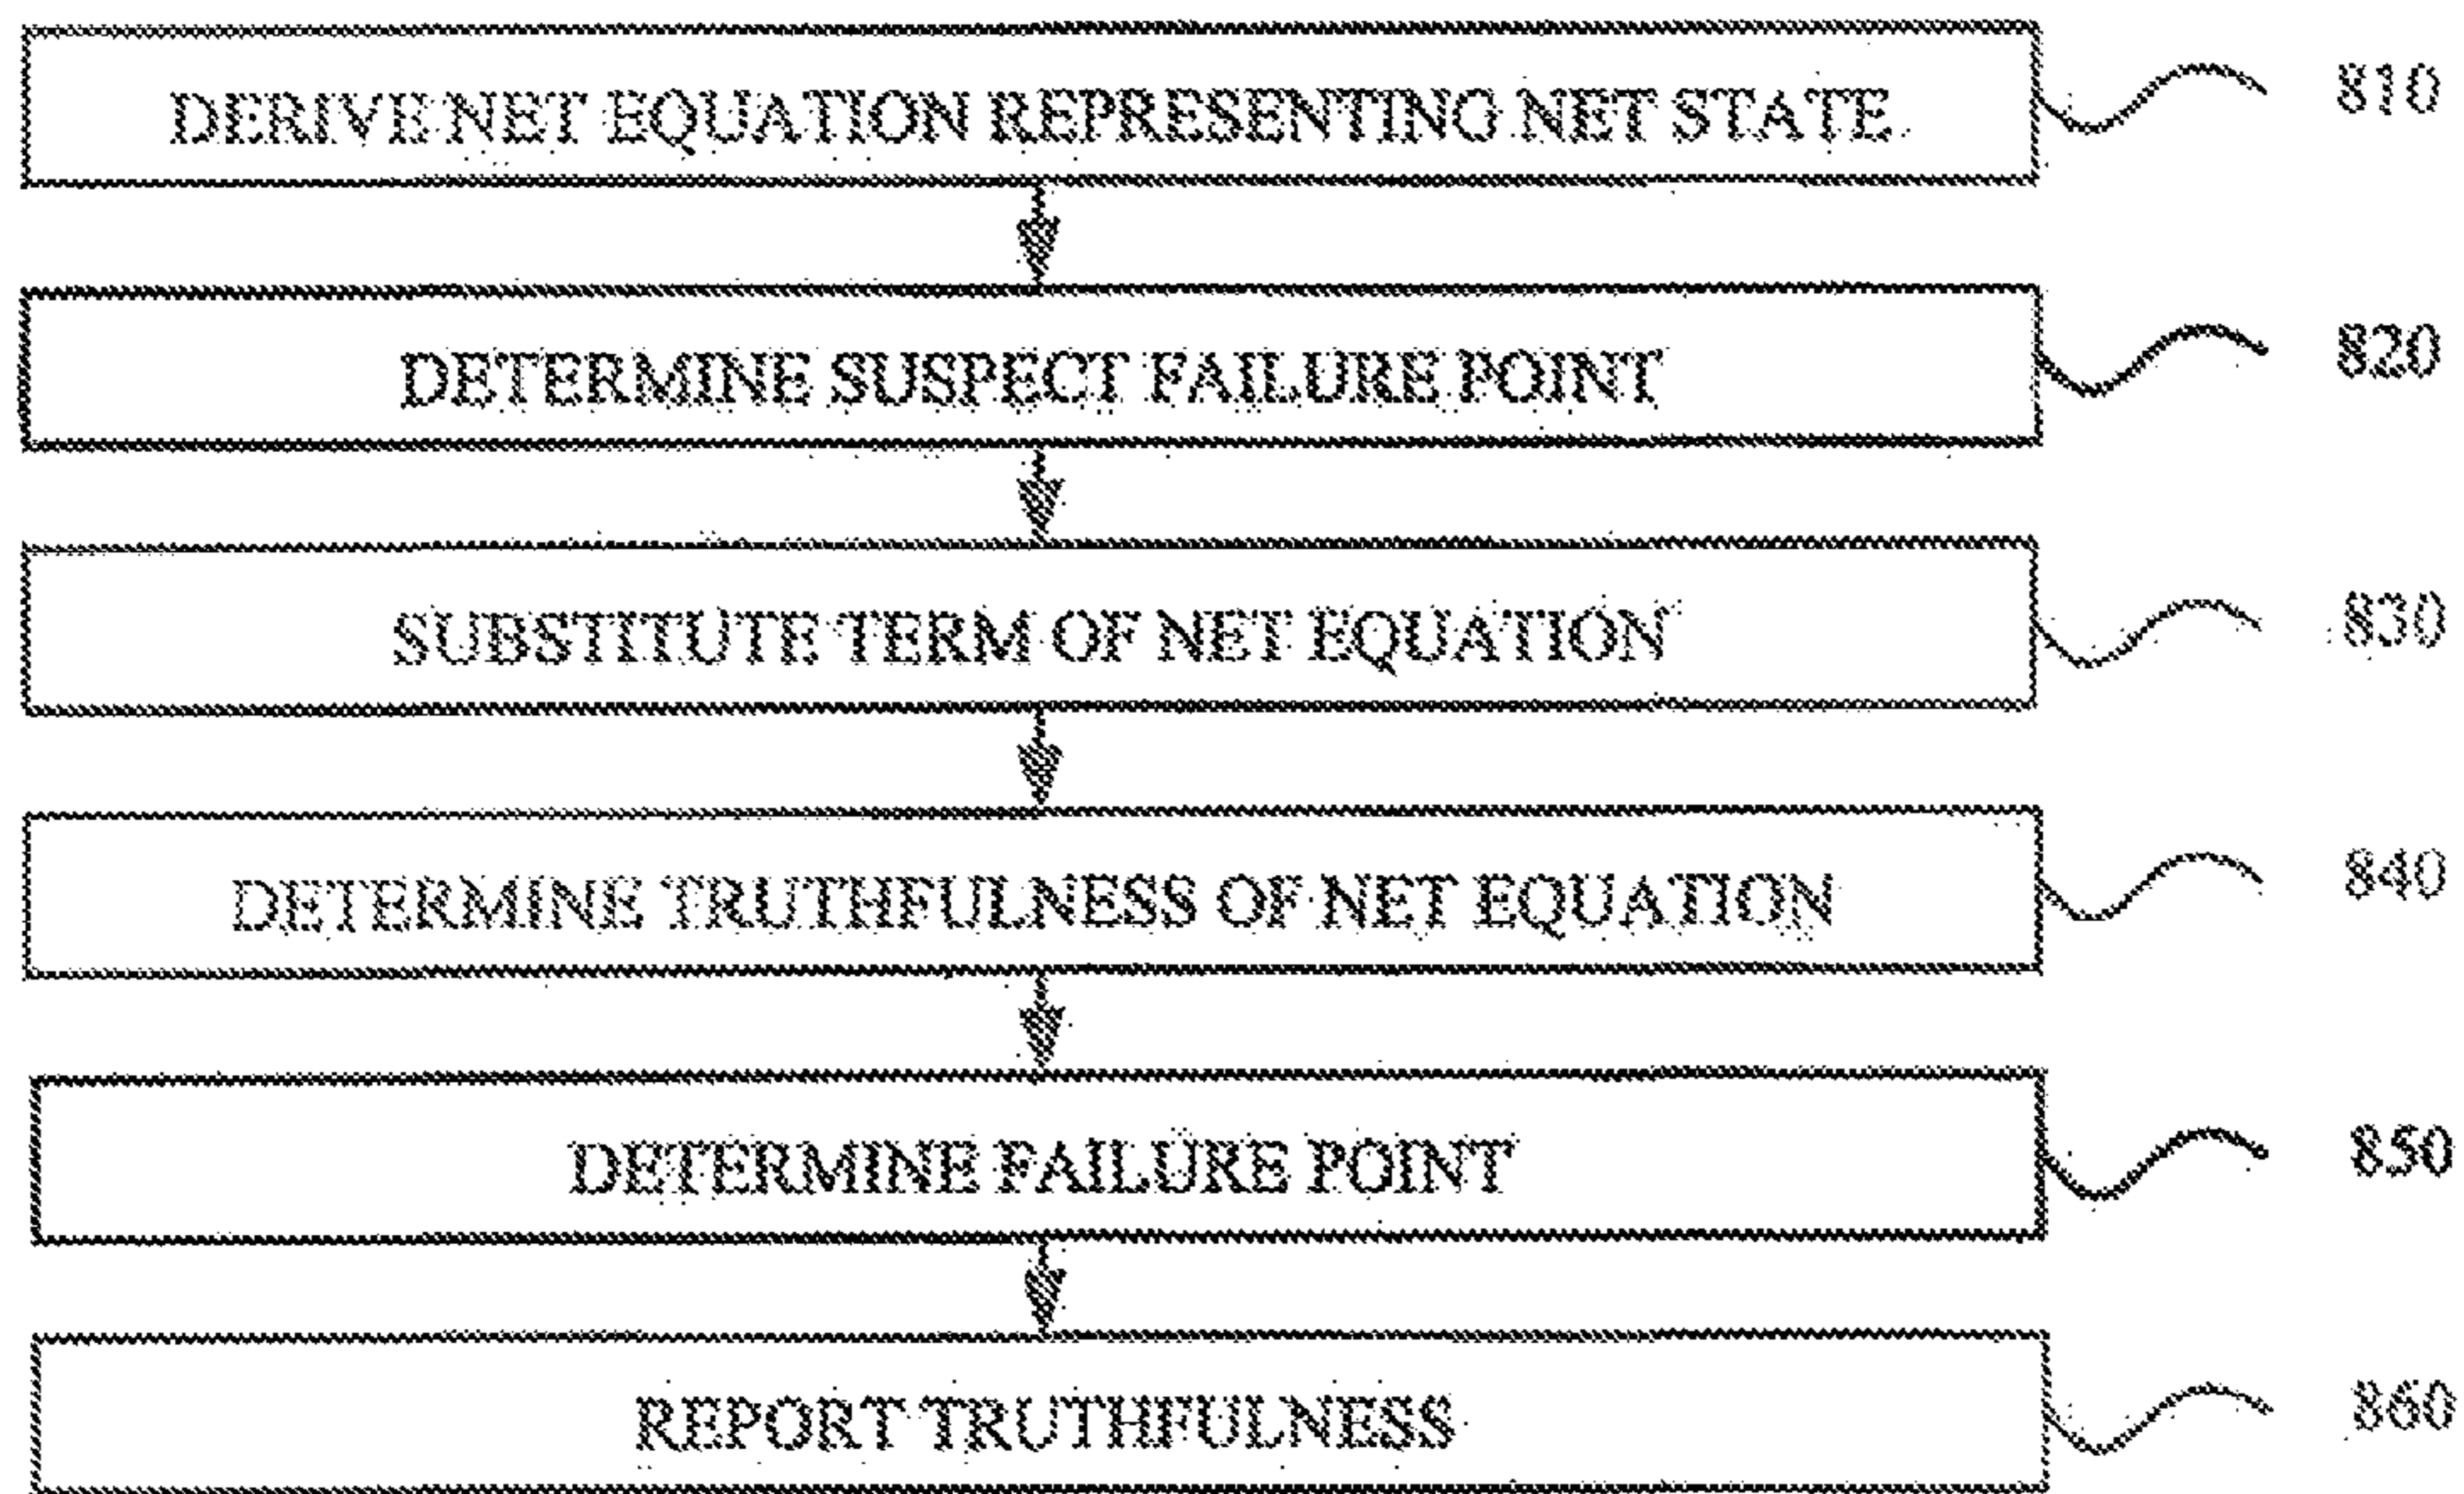 DERIVE NET EQUATION REPRESENTING NET STATE
810
DETERMINE SUSPECT FAILURE POINT
820
SUBSTITUTE TERM OF NET EQUATION
830
DETERMINE TRUTHFULNESS OF NET EQUATION
840
DETERMINE FAILURE POINT
850
REPORT TRUTHFULNESS
860